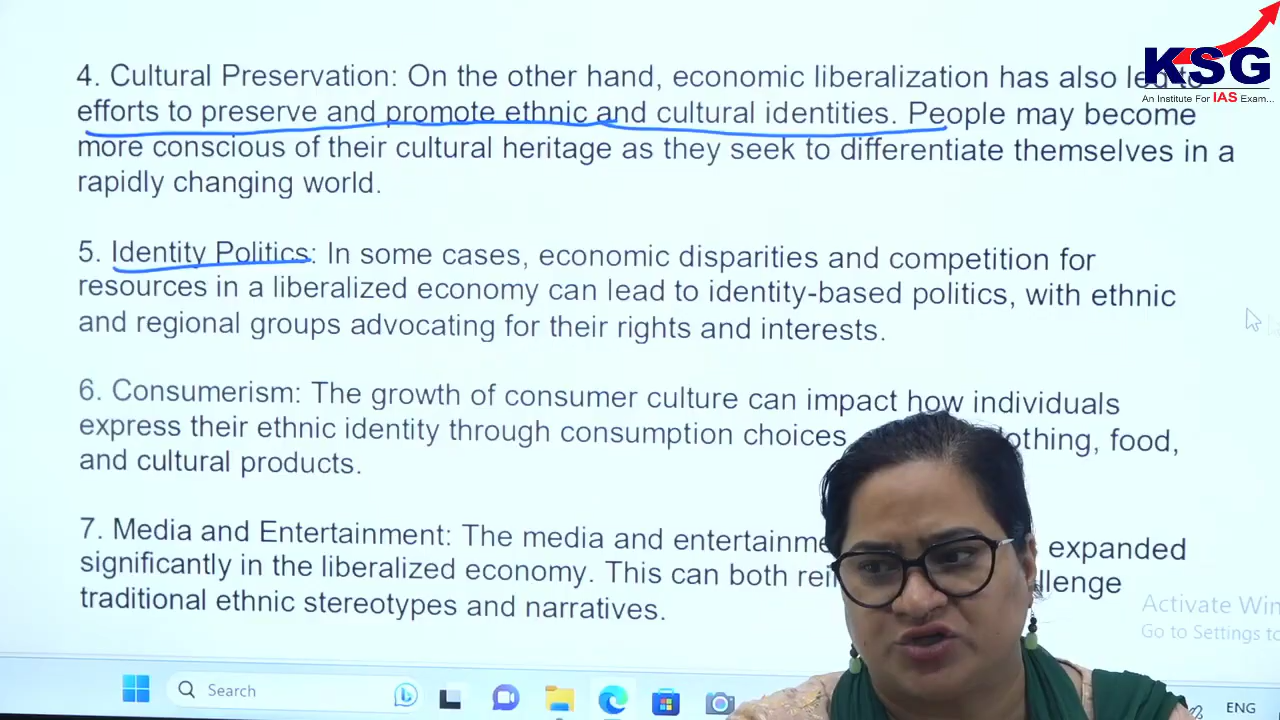 KSG
An Institute For IAS Exam...
4. Cultural Preservation: On the other hand, economic liberalization has also led to
efforts to preserve and promote ethnic and cultural identities. People may become
more conscious of their cultural heritage as they seek to differentiate themselves in a
rapidly changing world.
5. Identity Politics: In some cases, economic disparities and competition for
resources in a liberalized economy can lead to identity-based politics, with ethnic
and regional groups advocating for their rights and interests.
6. Consumerism: The growth of consumer culture can impact how individuals
express their ethnic identity through consumption choices, food,
and cultural products.
7. Media and Entertainment: The media and expanded
significantly in the liberalized economy. This can both
traditional ethnic stereotypes and narratives.
Activate Win
Go to Settings to
Search
ENG